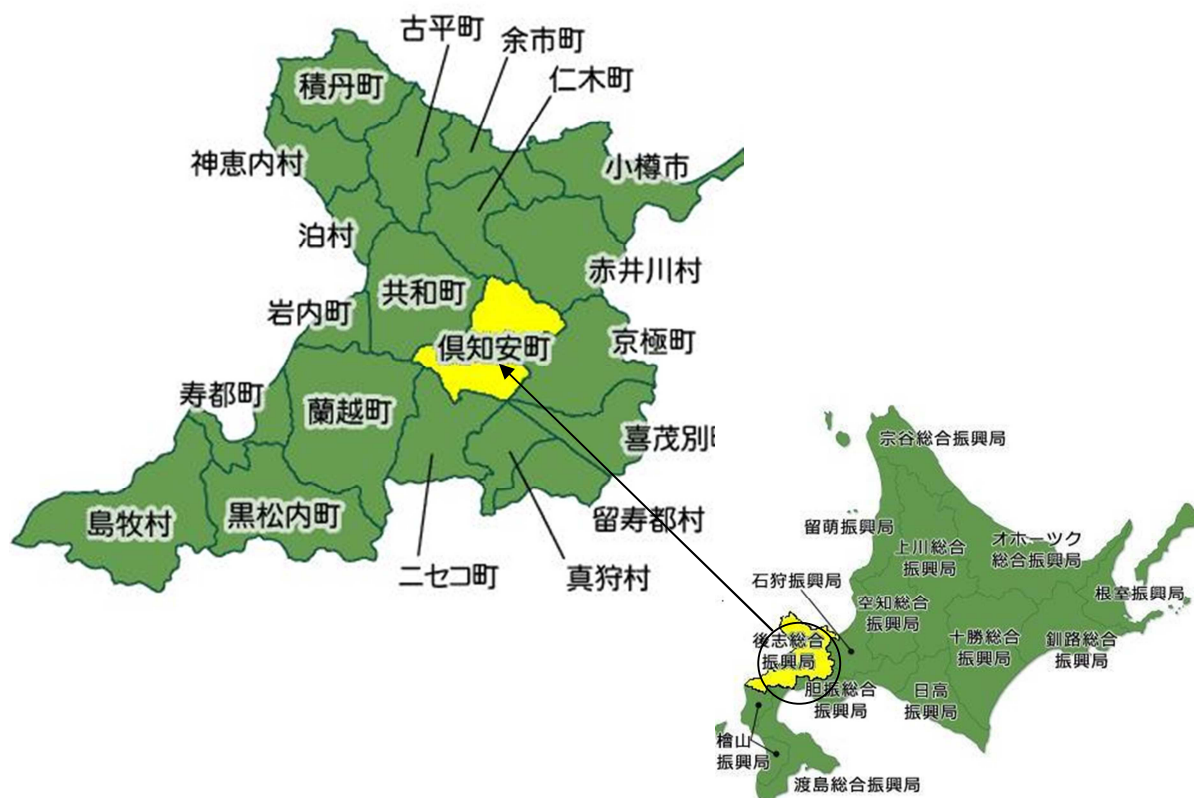 古平町
余市町
仁木町
積丹町
神恵内村
小樽市
泊村
赤井川村
共和町
岩内町
倶知安町
京極町
寿都町
蘭越町
喜茂別
島牧村
黒松内町
留寿都村
ニセコ町
真狩村
宗谷総合振興局
留萌振興局
上川総合
振興局
オホーツク
総合振興局
石狩振興局
空知総合
振興局
根室振興局
後志総合
振興局
十勝総合
振興局
釧路総合
振興局
胆振総合
振興局
日高
振興局
檜山
振興局
渡島総合振興局